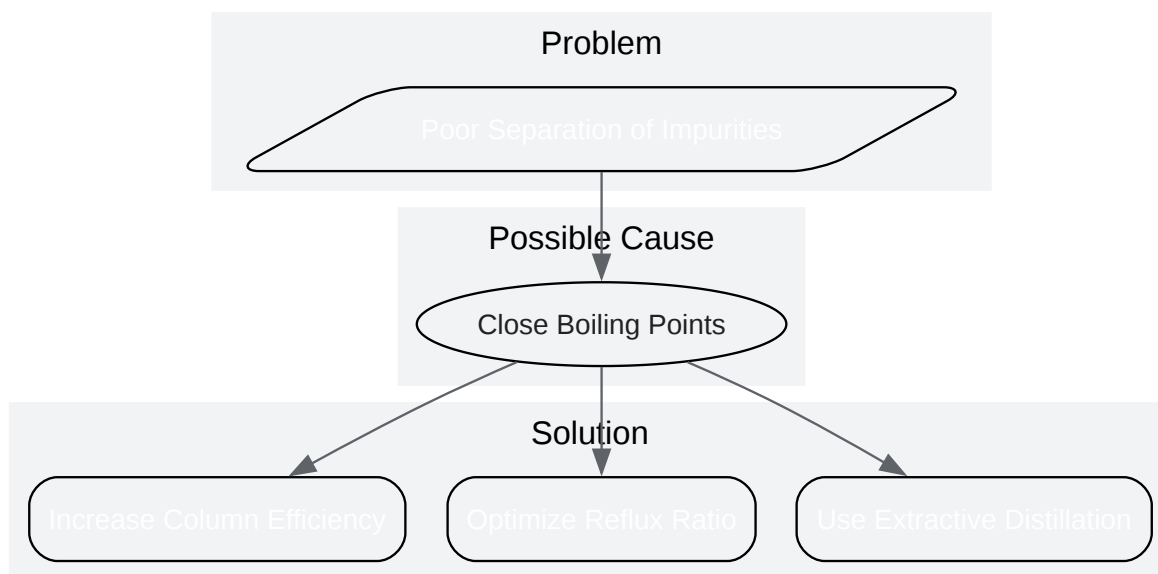 Problem
Poor Separation of Impurities
Possible Cause
Close Boiling Points
Solution
Increase Column Efficiency
Optimize Reflux Ratio
Use Extractive Distillation